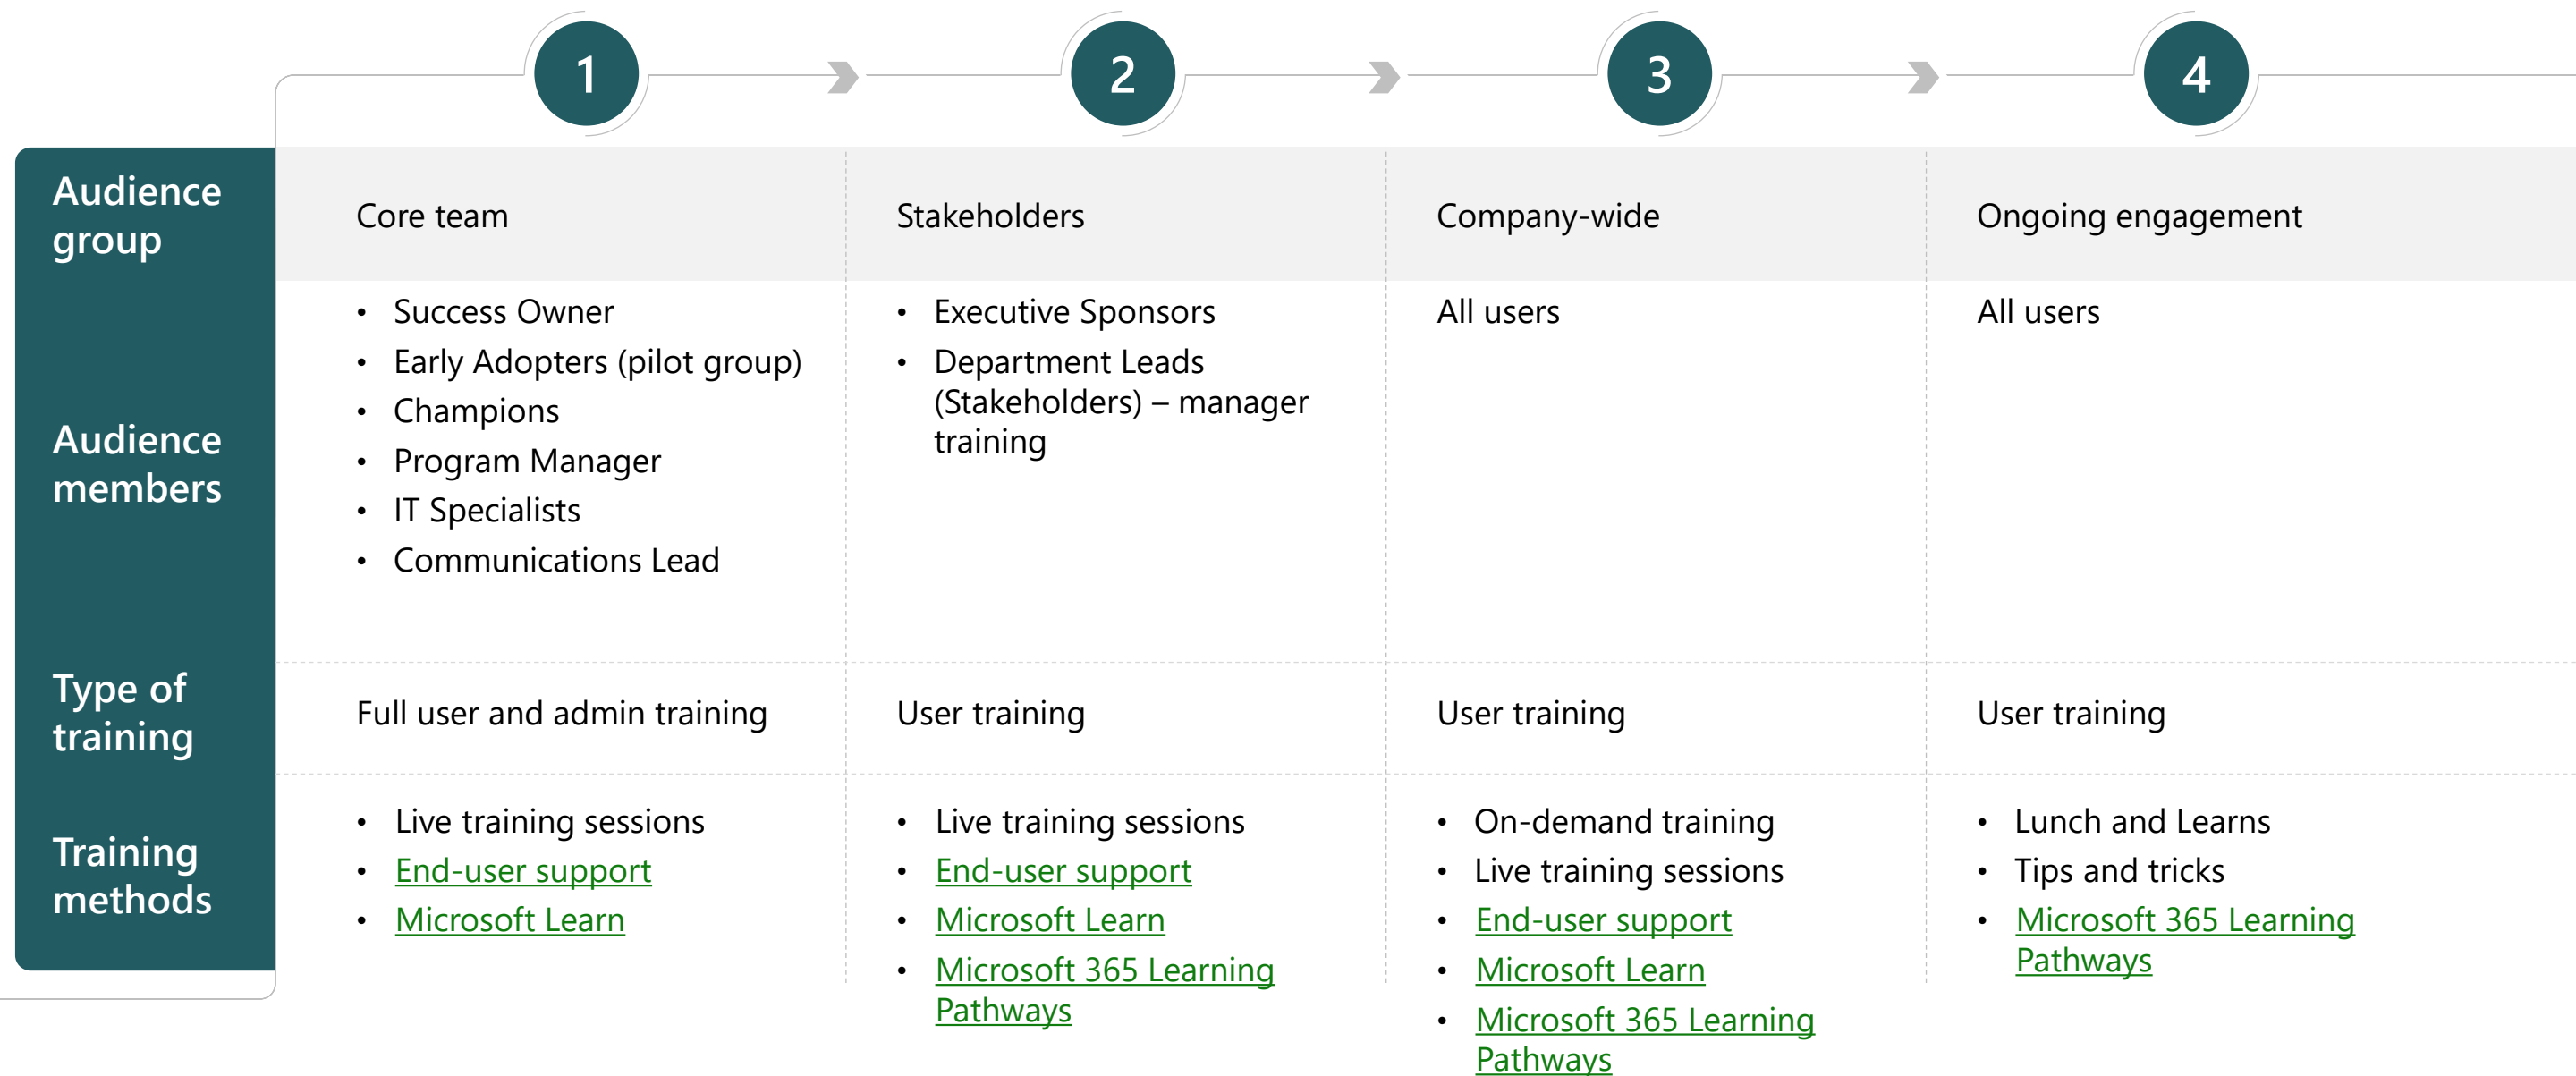 1
2
3
4
Audience
group
Core team
Stakeholders
Company-wide
Ongoing engagement
Audience
members
• Success Owner
• Early Adopters (pilot group)
• Champions
• Program Manager
• IT Specialists
• Communications Lead
• Executive Sponsors
• Department Leads
(Stakeholders) – manager
training
All users
All users
Type of
training
Full user and admin training
User training
User training
User training
Training
methods
• Live training sessions
• End-user support
• Microsoft Learn
• Live training sessions
• End-user support
• Microsoft Learn
• Microsoft 365 Learning
Pathways
• On-demand training
• Live training sessions
• End-user support
• Microsoft Learn
• Microsoft 365 Learning
Pathways
• Lunch and Learns
• Tips and tricks
• Microsoft 365 Learning
Pathways